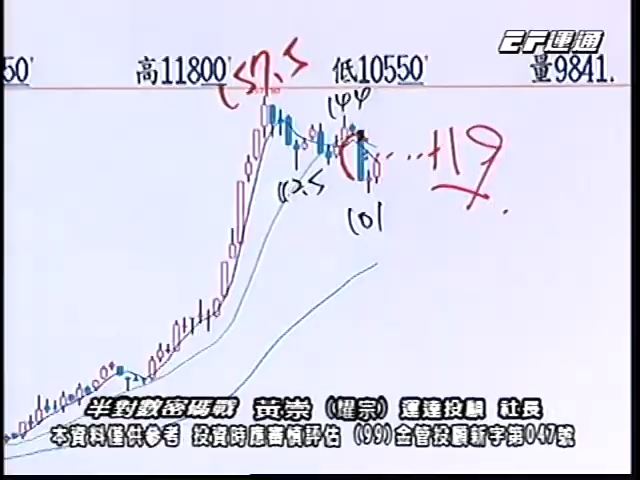 EF運通
50' 高11800' 低10550' 量9841.
157.5
144
112.5
101
+19
半對數密碼戰 黃崇 (耀宗) 運達投顧 社長
本資料僅供參考 投資時應審慎評估 (99)金管投顧新字第047號